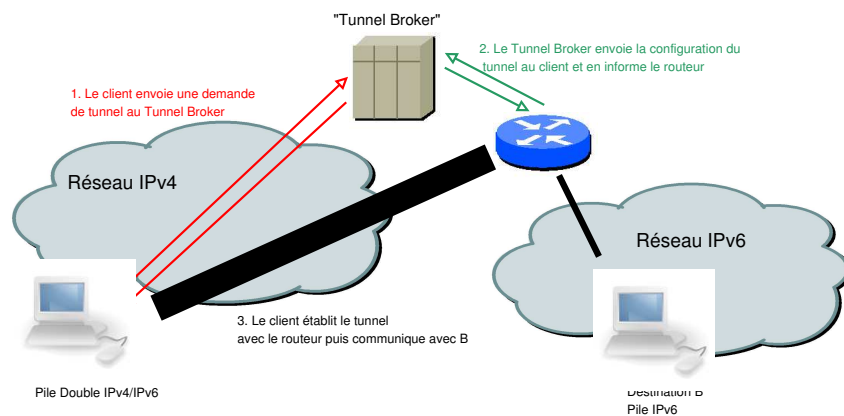 "Tunnel Broker"
2. Le Tunnel Broker envoie la configuration du
tunnel au client et en informe le routeur
1. Le client envoie une demande
de tunnel au Tunnel Broker
Réseau IPv4
Réseau IPv6
3. Le client établit le tunnel
avec le routeur puis communique avec B
Pile Double IPv4/IPv6
Destination B
Pile IPv6